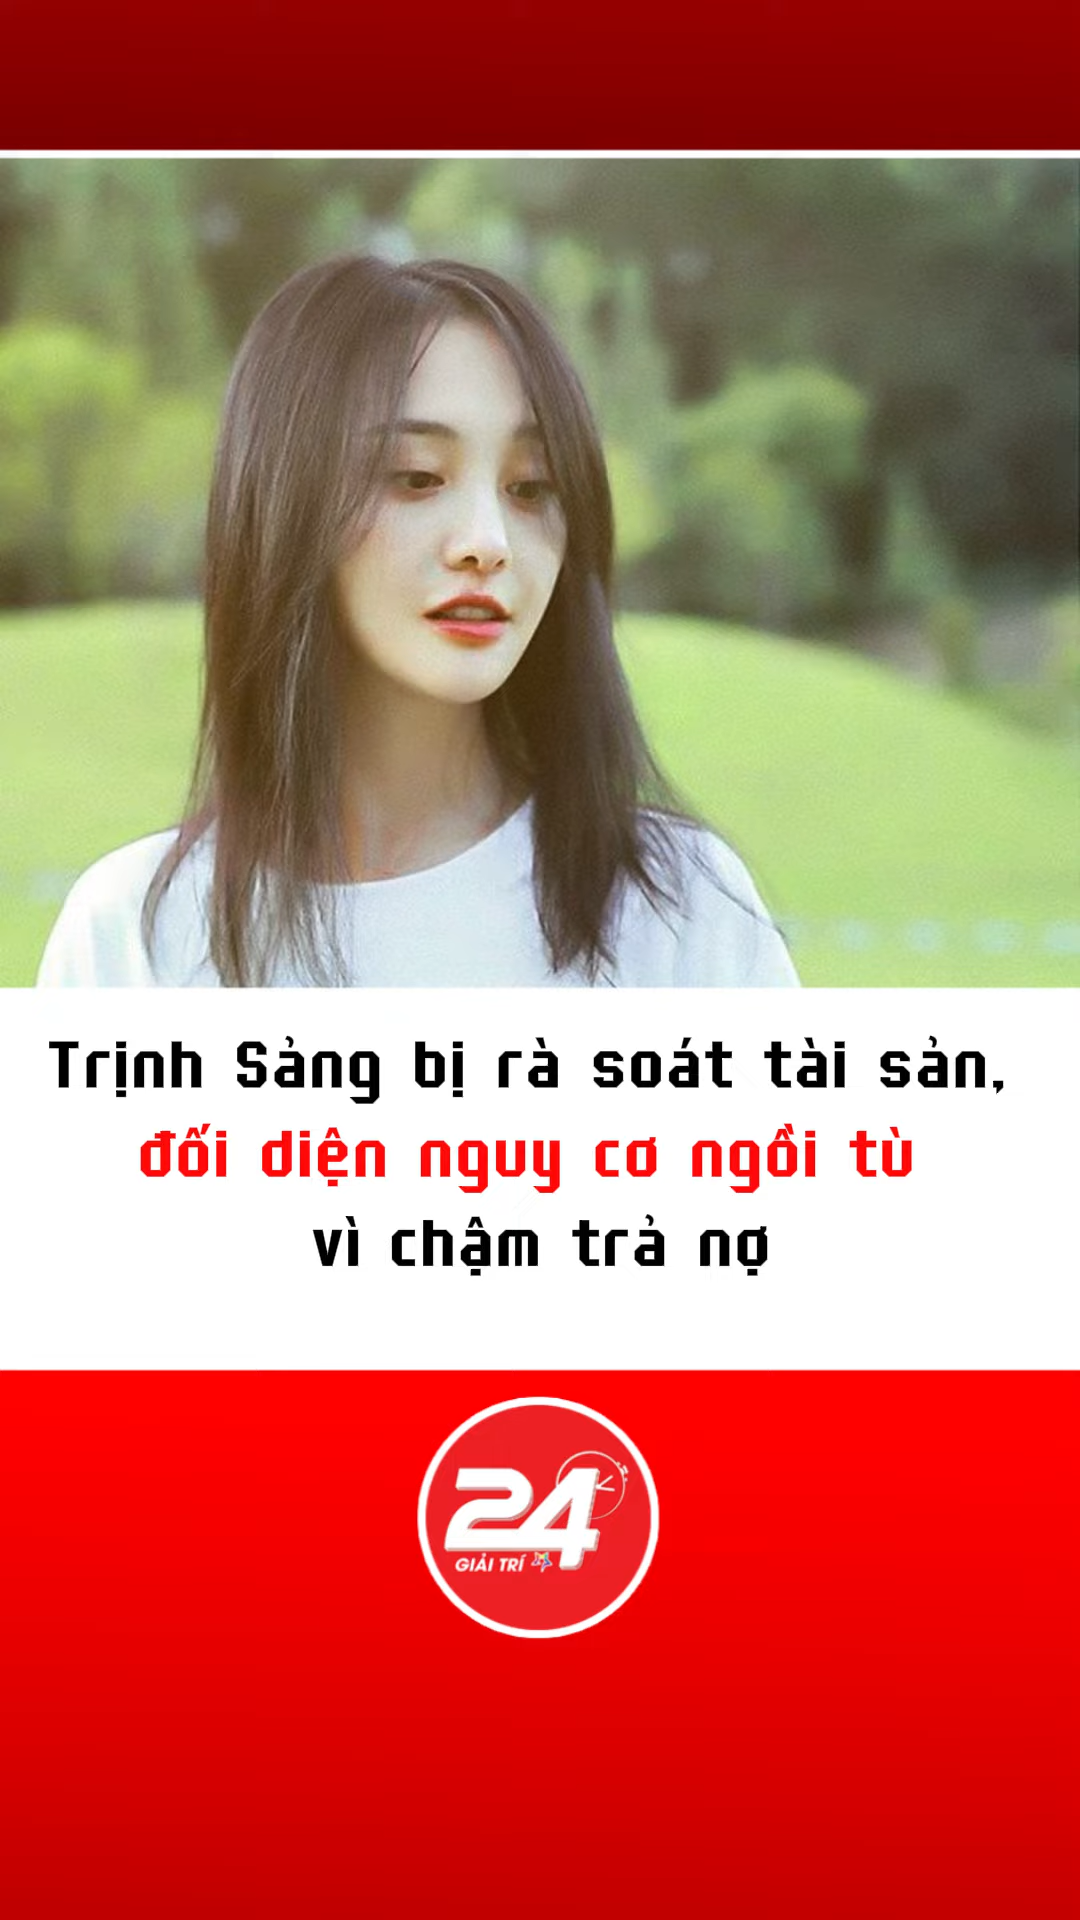 Trịnh Sảng bị rà soát tài sản,
đối diện nguy cơ ngồi tù
vì chậm trả nợ
24
GIẢI TRÍ